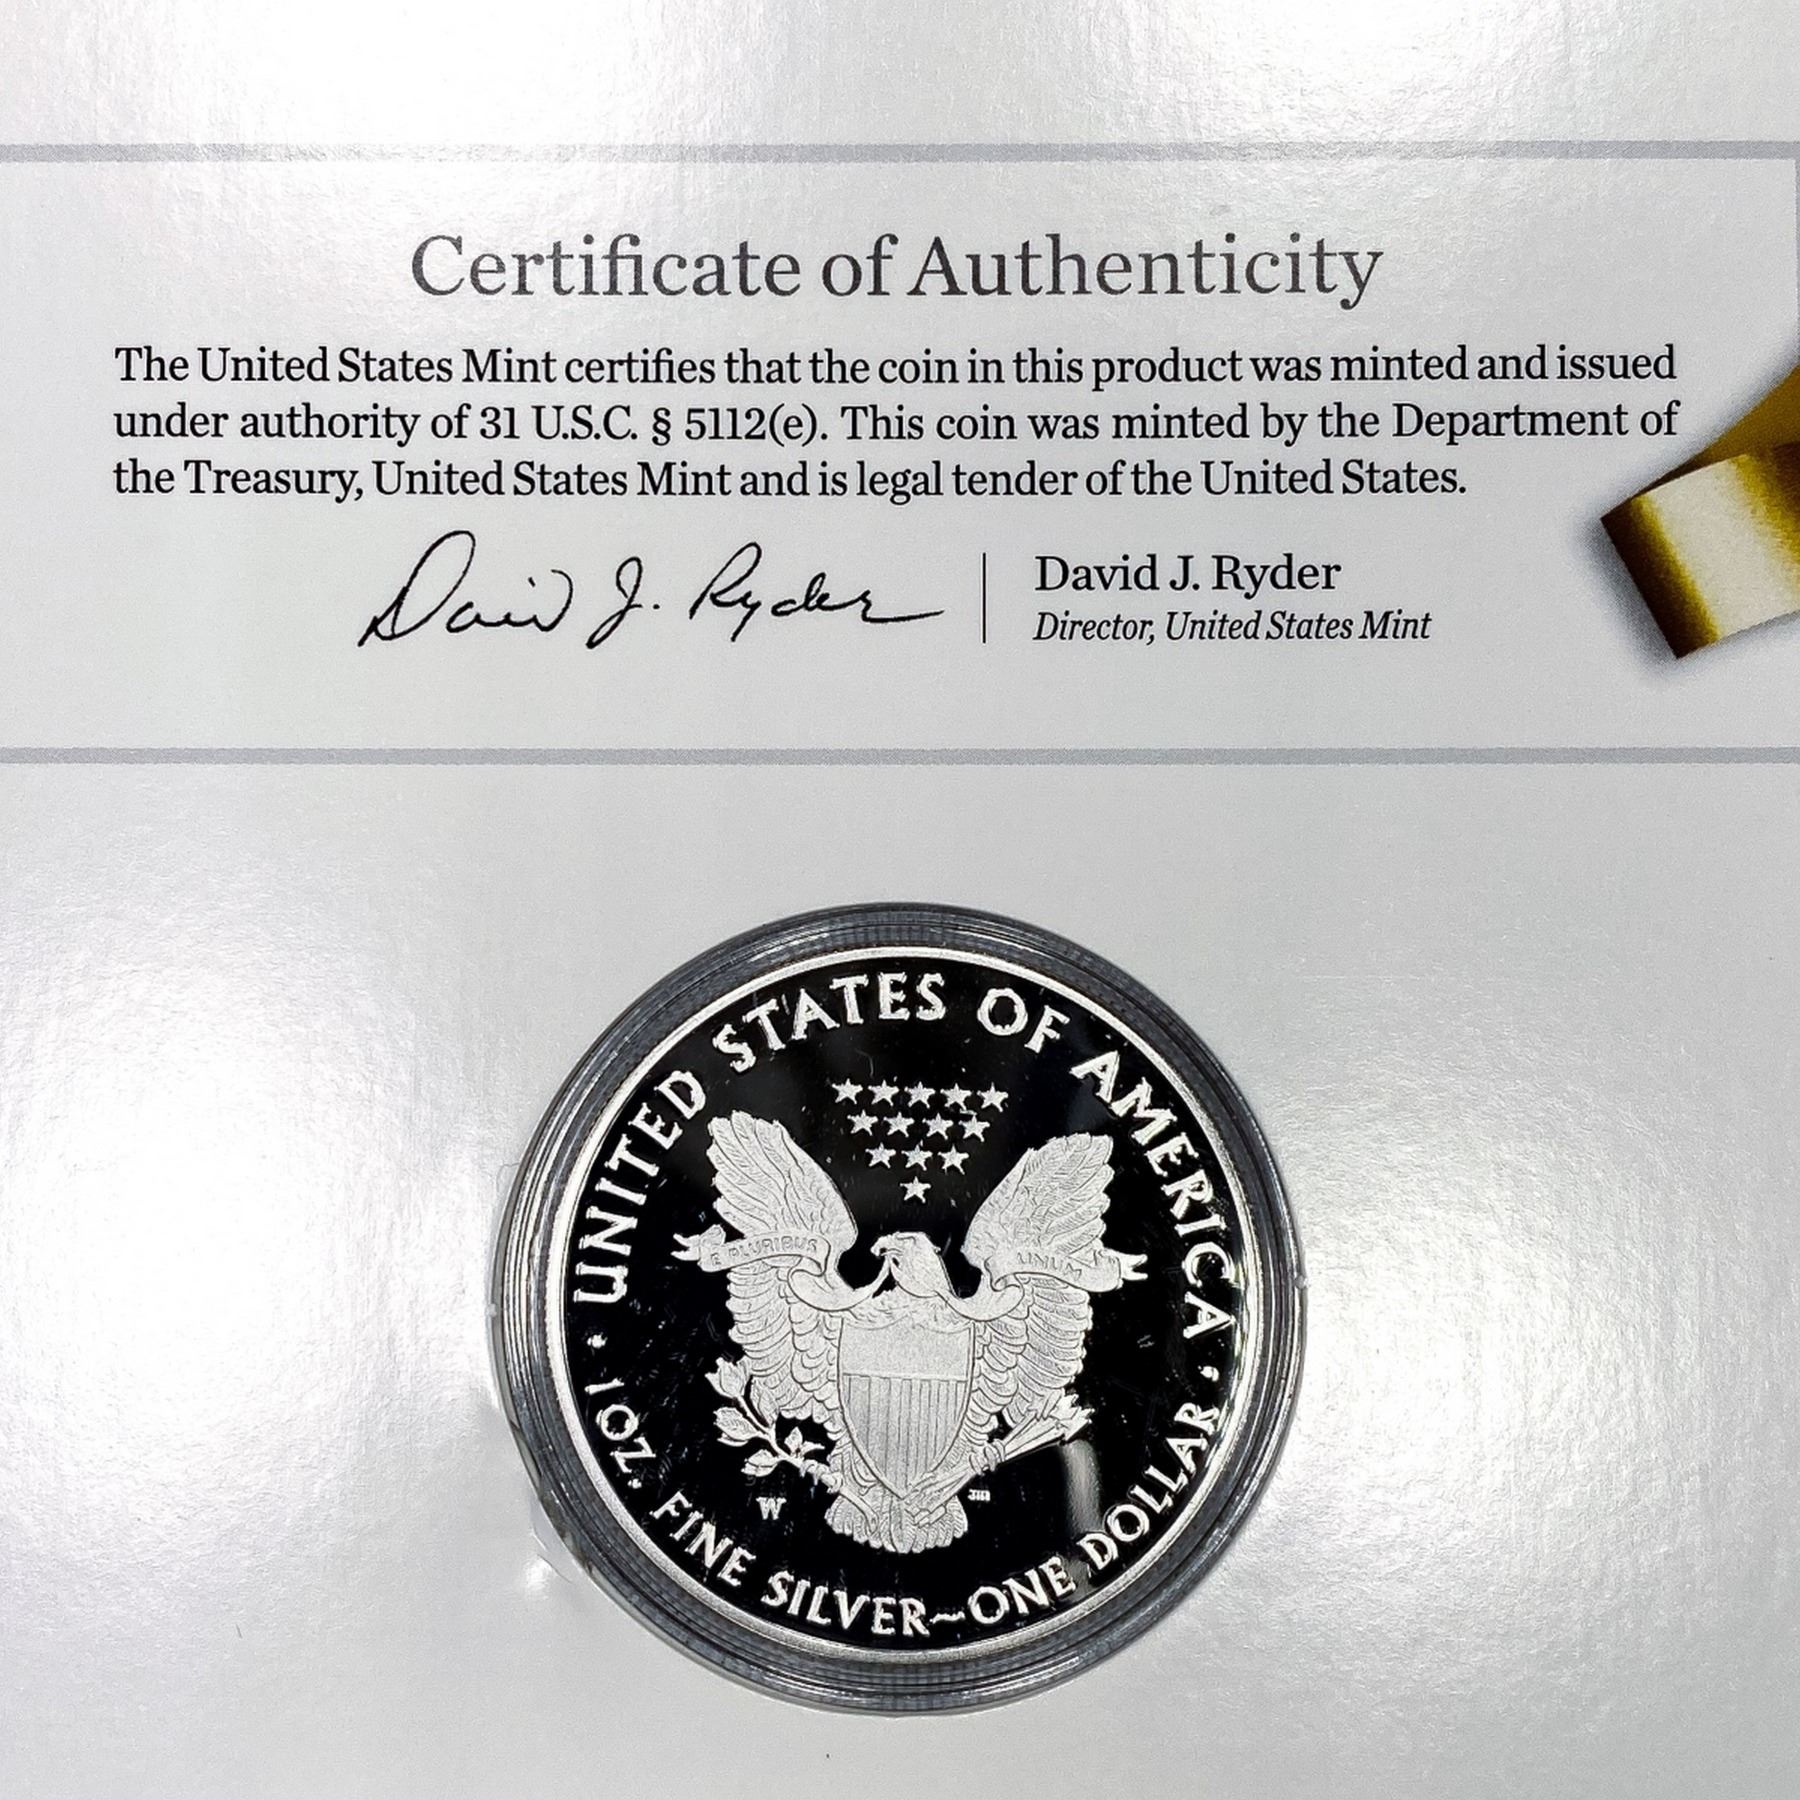 Certificate of Authenticity
The United States Mint certifies that the coin in this product was minted and issued
under authority of 31 U.S.C. § 5112(e). This coin was minted by the Department of
the Treasury, United States Mint and is legal tender of the United States.
David J. Ryder
David J. Ryder
Director, United States Mint
UNITED STATES OF AMERICA
E PLURIBUS UNUM
W
1 OZ. FINE SILVER~ONE DOLLAR